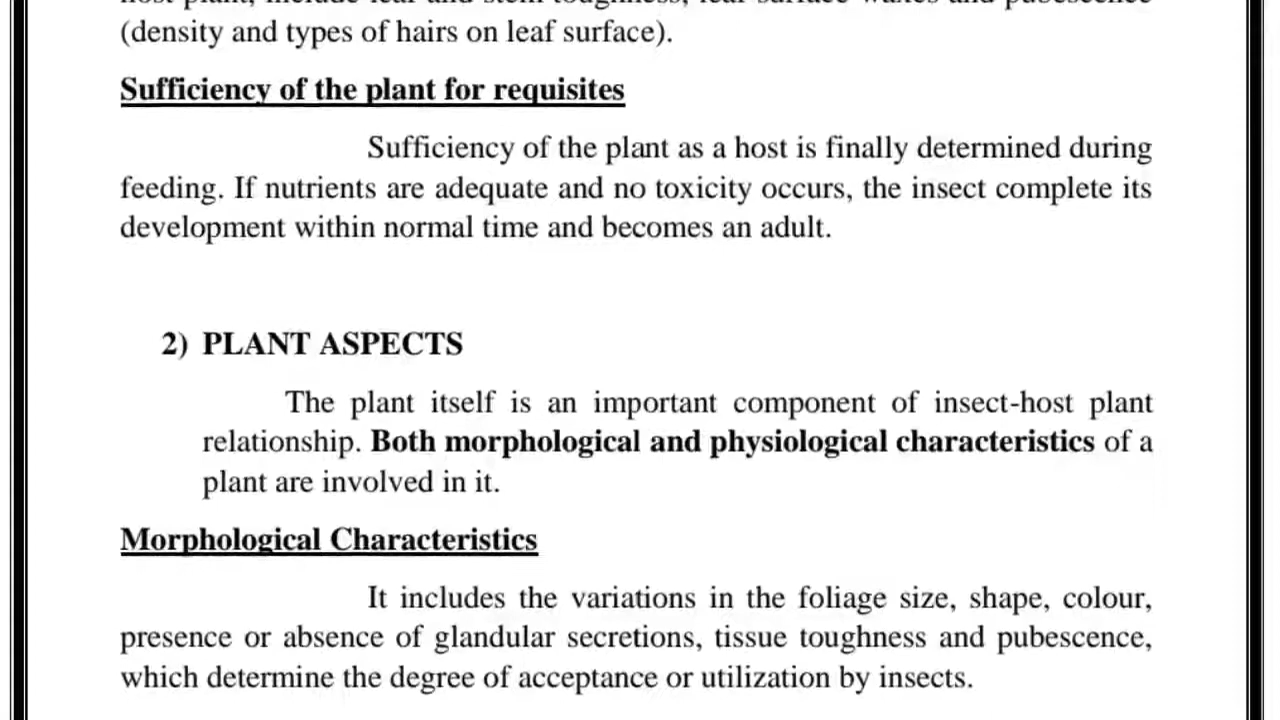 (density and types of hairs on leaf surface).
Sufficiency of the plant for requisites
Sufficiency of the plant as a host is finally determined during
feeding. If nutrients are adequate and no toxicity occurs, the insect complete its
development within normal time and becomes an adult.
2) PLANT ASPECTS
The plant itself is an important component of insect-host plant
relationship. Both morphological and physiological characteristics of a
plant are involved in it.
Morphological Characteristics
It includes the variations in the foliage size, shape, colour,
presence or absence of glandular secretions, tissue toughness and pubescence,
which determine the degree of acceptance or utilization by insects.